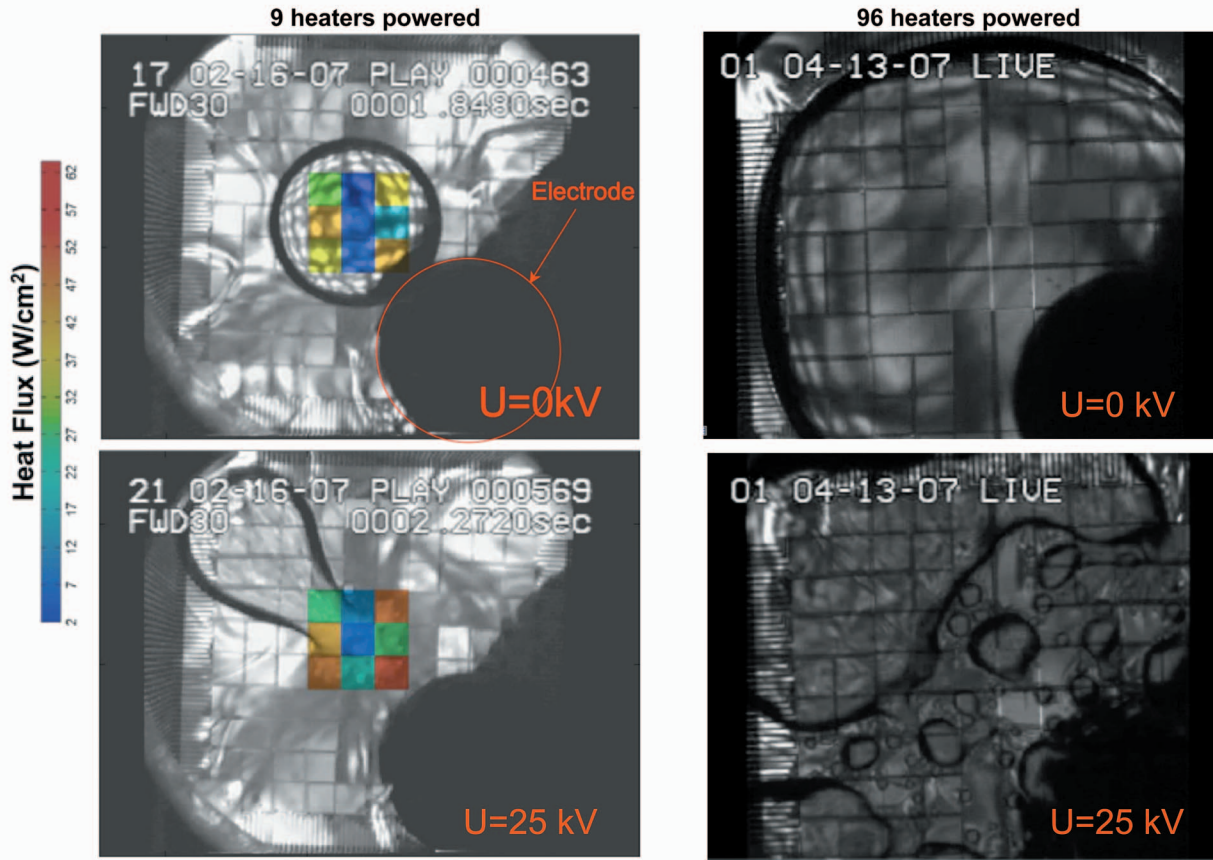 9 heaters powered
17 02-16-07 PLAY 000463
FWD30 0001.8480sec
Electrode
U=0kV
96 heaters powered
01 04-13-07 LIVE
U=0 kV
Heat Flux (W/cm²)
62
57
52
47
42
37
32
27
22
17
12
7
2
21 02-16-07 PLAY 000569
FWD30 0002.2720sec
U=25 kV
01 04-13-07 LIVE
U=25 kV